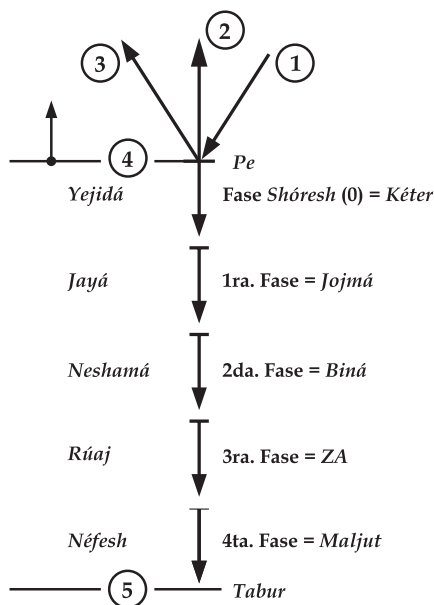 2
3
1
4
Pe
Yejidá
Fase Shóresh (0) = Kéter
Jayá
1ra. Fase = Jojmá
Neshamá
2da. Fase = Biná
Rúaj
3ra. Fase = ZA
Néfesh
4ta. Fase = Maljut
5
Tabur